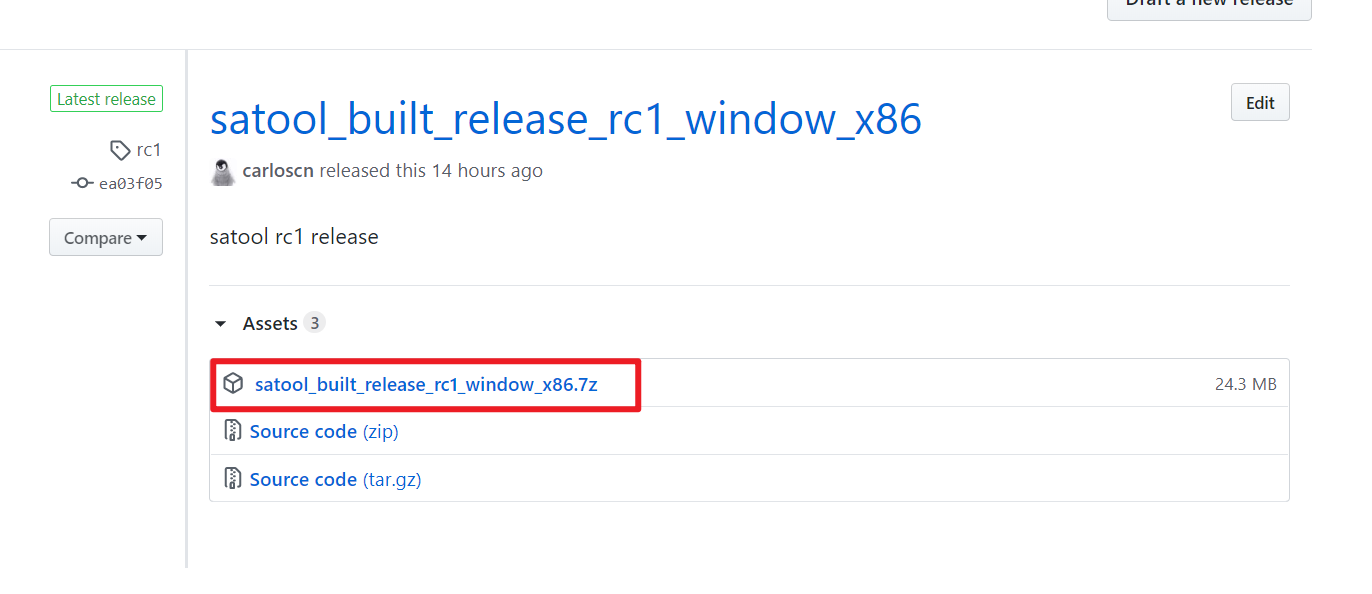 Draft a new release
Latest release
rc1
ea03f05
Compare
satool_built_release_rc1_window_x86
Edit
carloscn released this 14 hours ago
satool rc1 release
Assets 3
satool_built_release_rc1_window_x86.7z 24.3 MB
Source code (zip)
Source code (tar.gz)